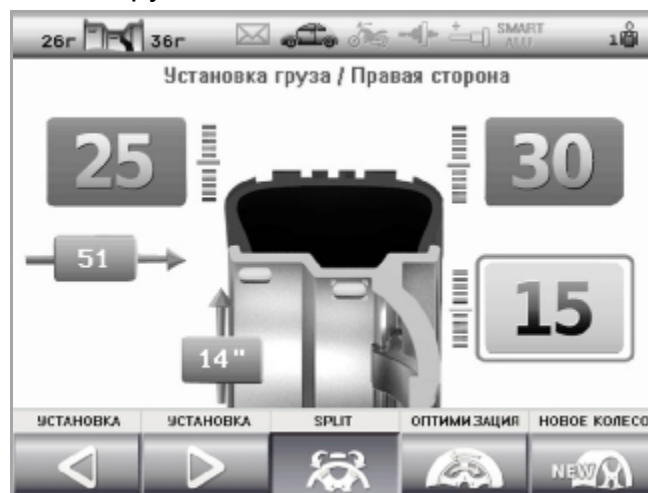 26г 36г SMART ALU 1
Установка груза / Правая сторона
25 30
51
15
14"
УСТАНОВКА УСТАНОВКА SPLIT ОПТИМИЗАЦИЯ НОВОЕ КОЛЕСО
NEW